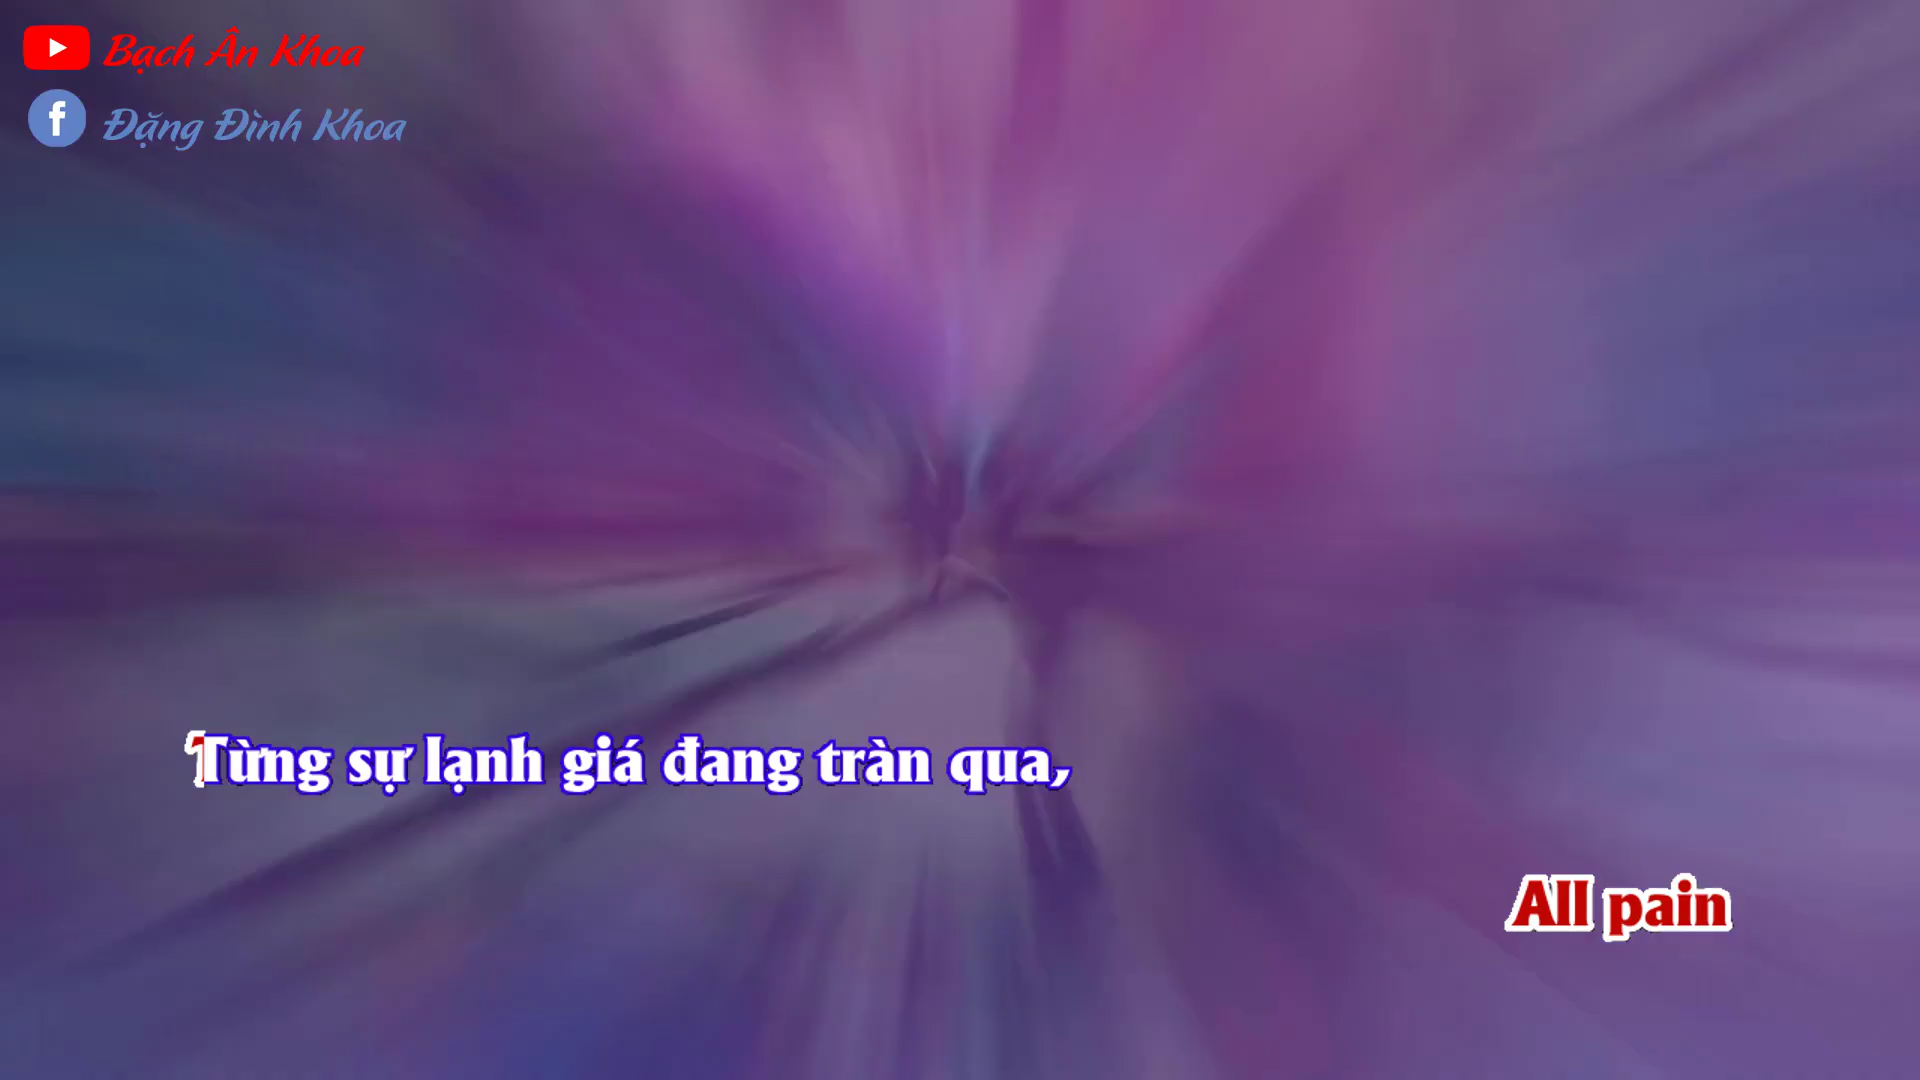 Bạch Ân Khoa
Đặng Đình Khoa
Từng sự lạnh giá đang tràn qua,
All pain